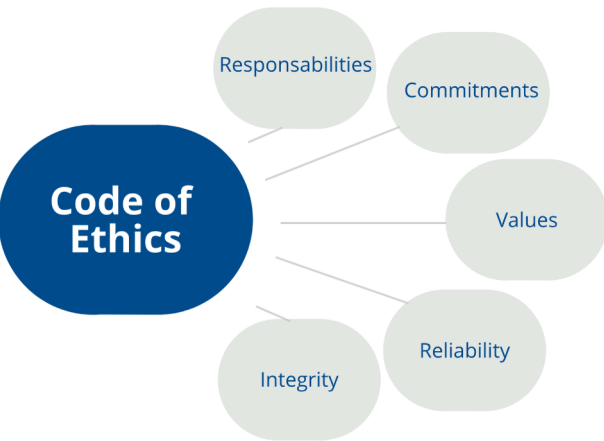 Responsabilities
Commitments
Code of
Ethics
Values
Reliability
Integrity